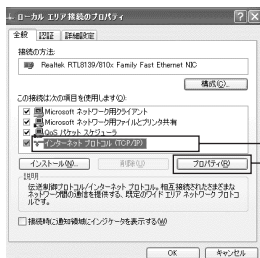 ローカル エリア接続のプロパティ
全般 認証 詳細設定
接続の方法:
Realtek RTL8139/810x Family Fast Ethernet NIC
構成(C)...
この接続は次の項目を使用します(O):
Microsoft ネットワーク用クライアント
Microsoft ネットワーク用ファイルとプリンタ共有
QoS パケット スケジューラ
インターネット プロトコル (TCP/IP)
インストール(N)... 削除(U) プロパティ(R)
説明
伝送制御プロトコル/インターネット プロトコル。相互接続されたさまざまな
ネットワーク間の通信を提供する、既定のワイド エリア ネットワーク プロトコ
ルです。
接続時に通知領域にインジケータを表示する(W)
OK キャンセル